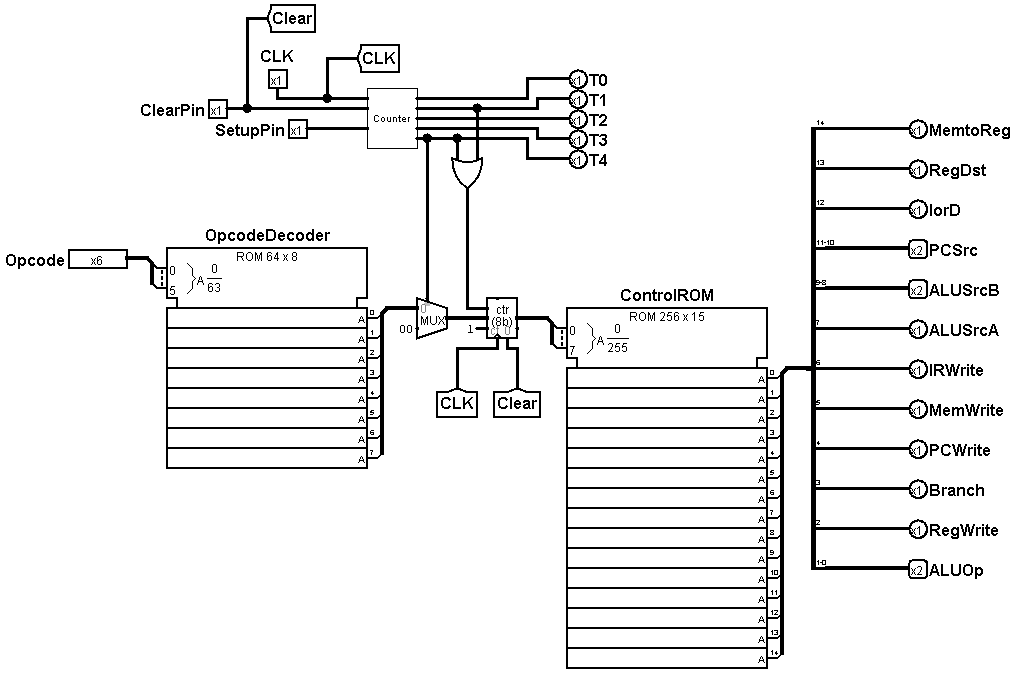 Clear
CLK
CLK
x1
ClearPin x1
SetupPin x1
Counter
x1 T0
x1 T1
x1 T2
x1 T3
x1 T4
Opcode x6
OpcodeDecoder
ROM 64 x 8
0
5
A 0
63
A 0
A 1
A 2
A 3
A 4
A 5
A 6
A 7
0
MUX
00
ctr
(8b)
1
CLK
Clear
ControlROM
ROM 256 x 15
0
7
A 0
255
A 0
A 1
A 2
A 3
A 4
A 5
A 6
A 7
A 8
A 9
A 10
A 11
A 12
A 13
A 14
14 x1 MemtoReg
13 x1 RegDst
12 x1 IorD
11-10 x2 PCSrc
9-8 x2 ALUSrcB
7 x1 ALUSrcA
6 x1 IRWrite
5 x1 MemWrite
4 x1 PCWrite
3 x1 Branch
2 x1 RegWrite
1-0 x2 ALUOp